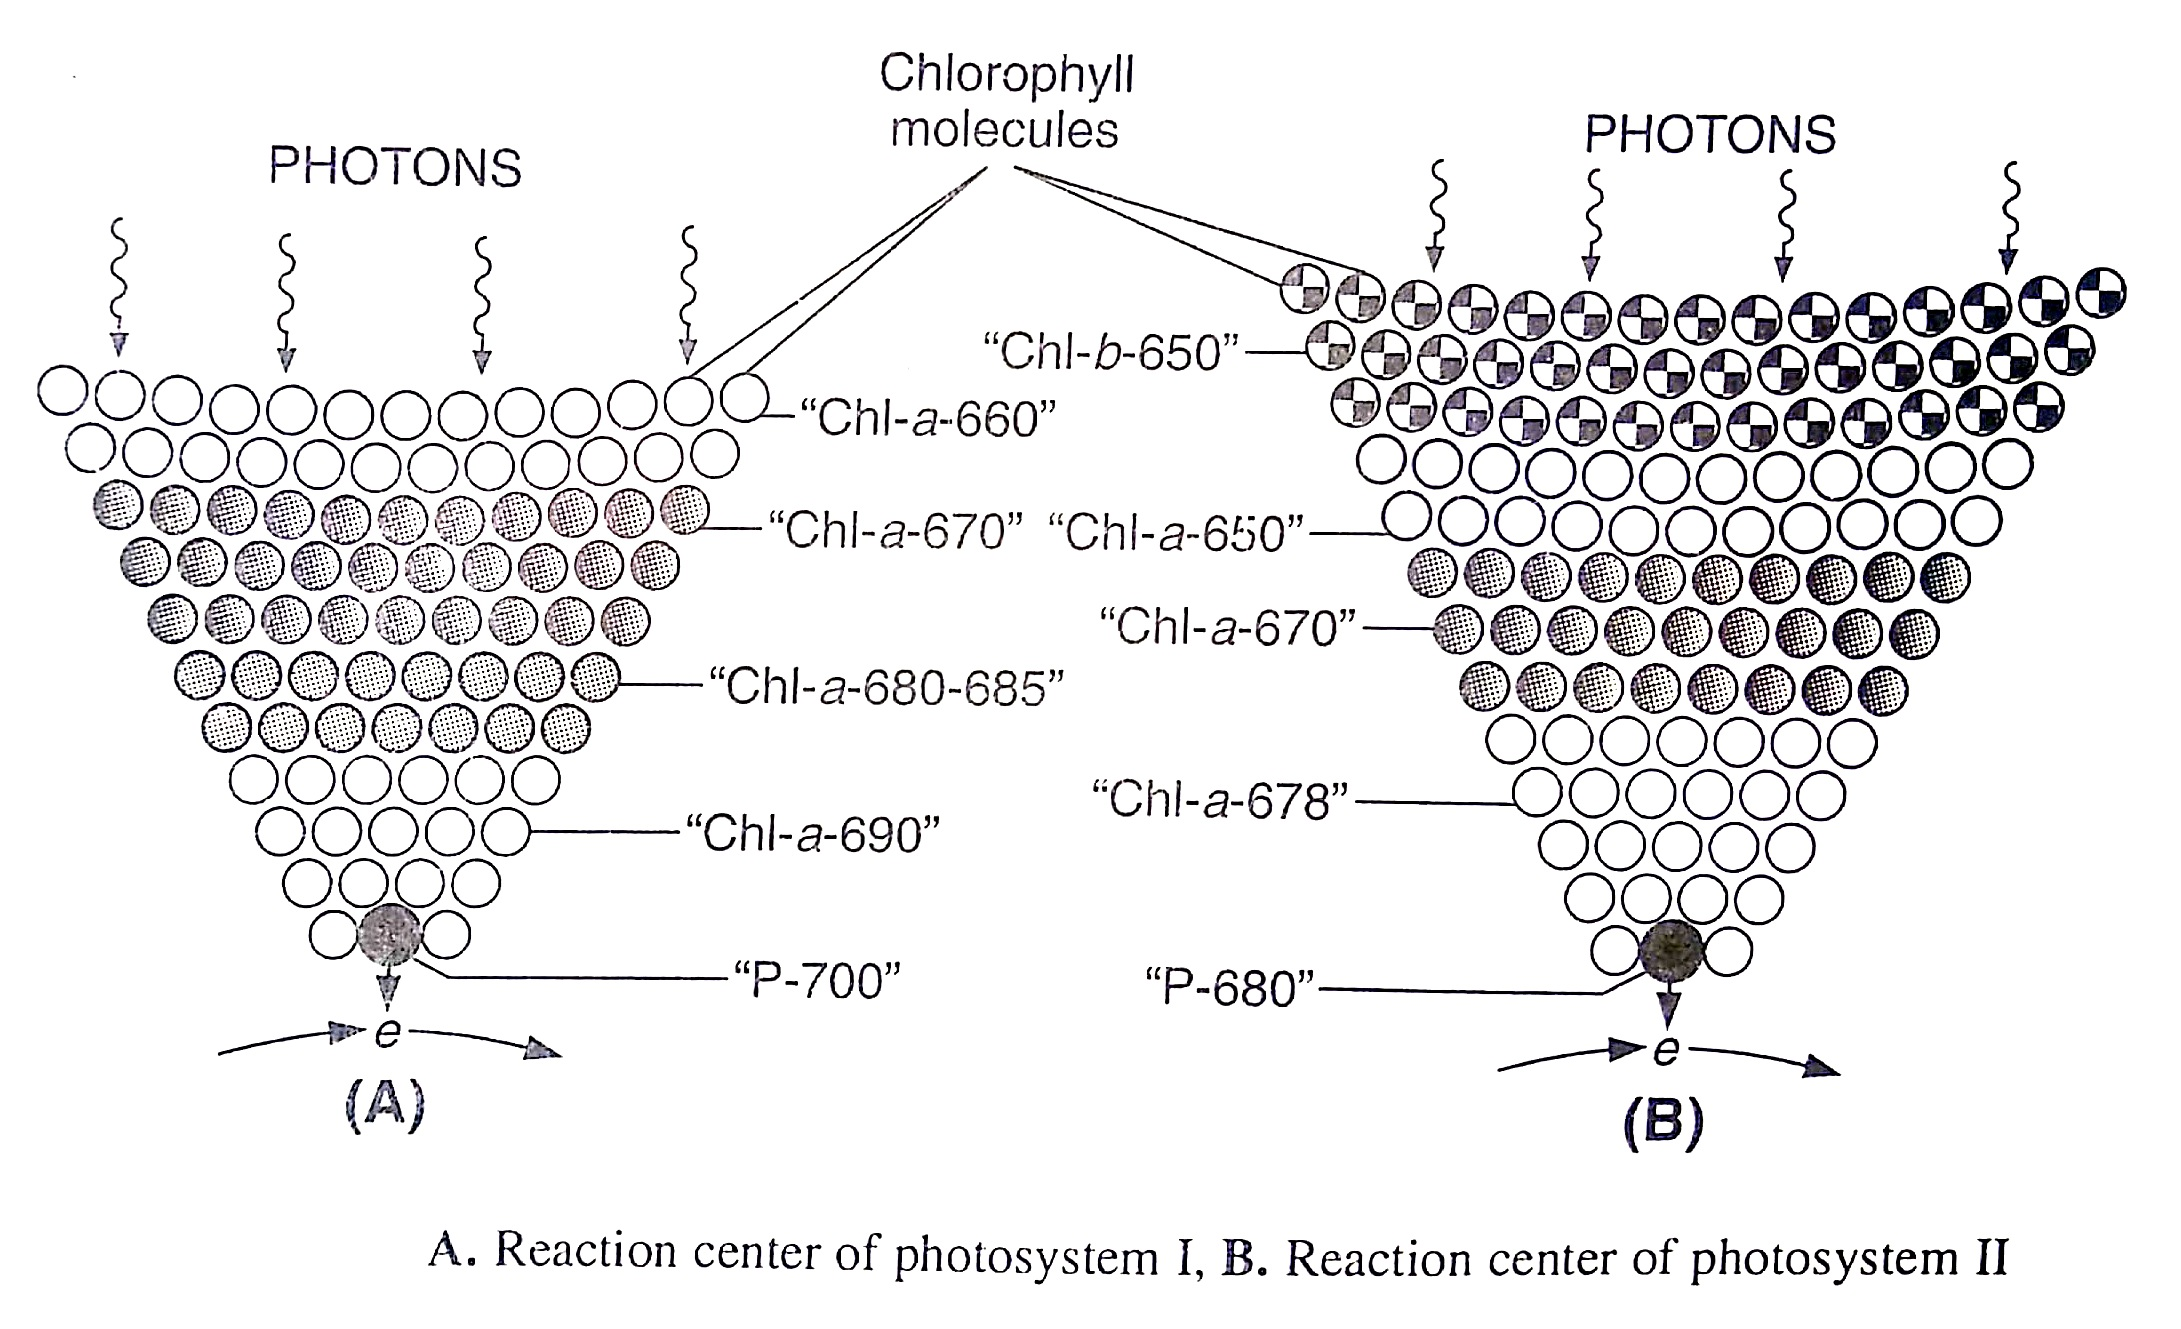 Chlorophyll
molecules
PHOTONS
PHOTONS
“Chl-a-660”
“Chl-a-670”
“Chl-a-680-685”
“Chl-a-690”
“P-700”
e
(A)
“Chl-b-650”
“Chl-a-650”
“Chl-a-670”
“Chl-a-678”
“P-680”
e
(B)
A. Reaction center of photosystem I, B. Reaction center of photosystem II